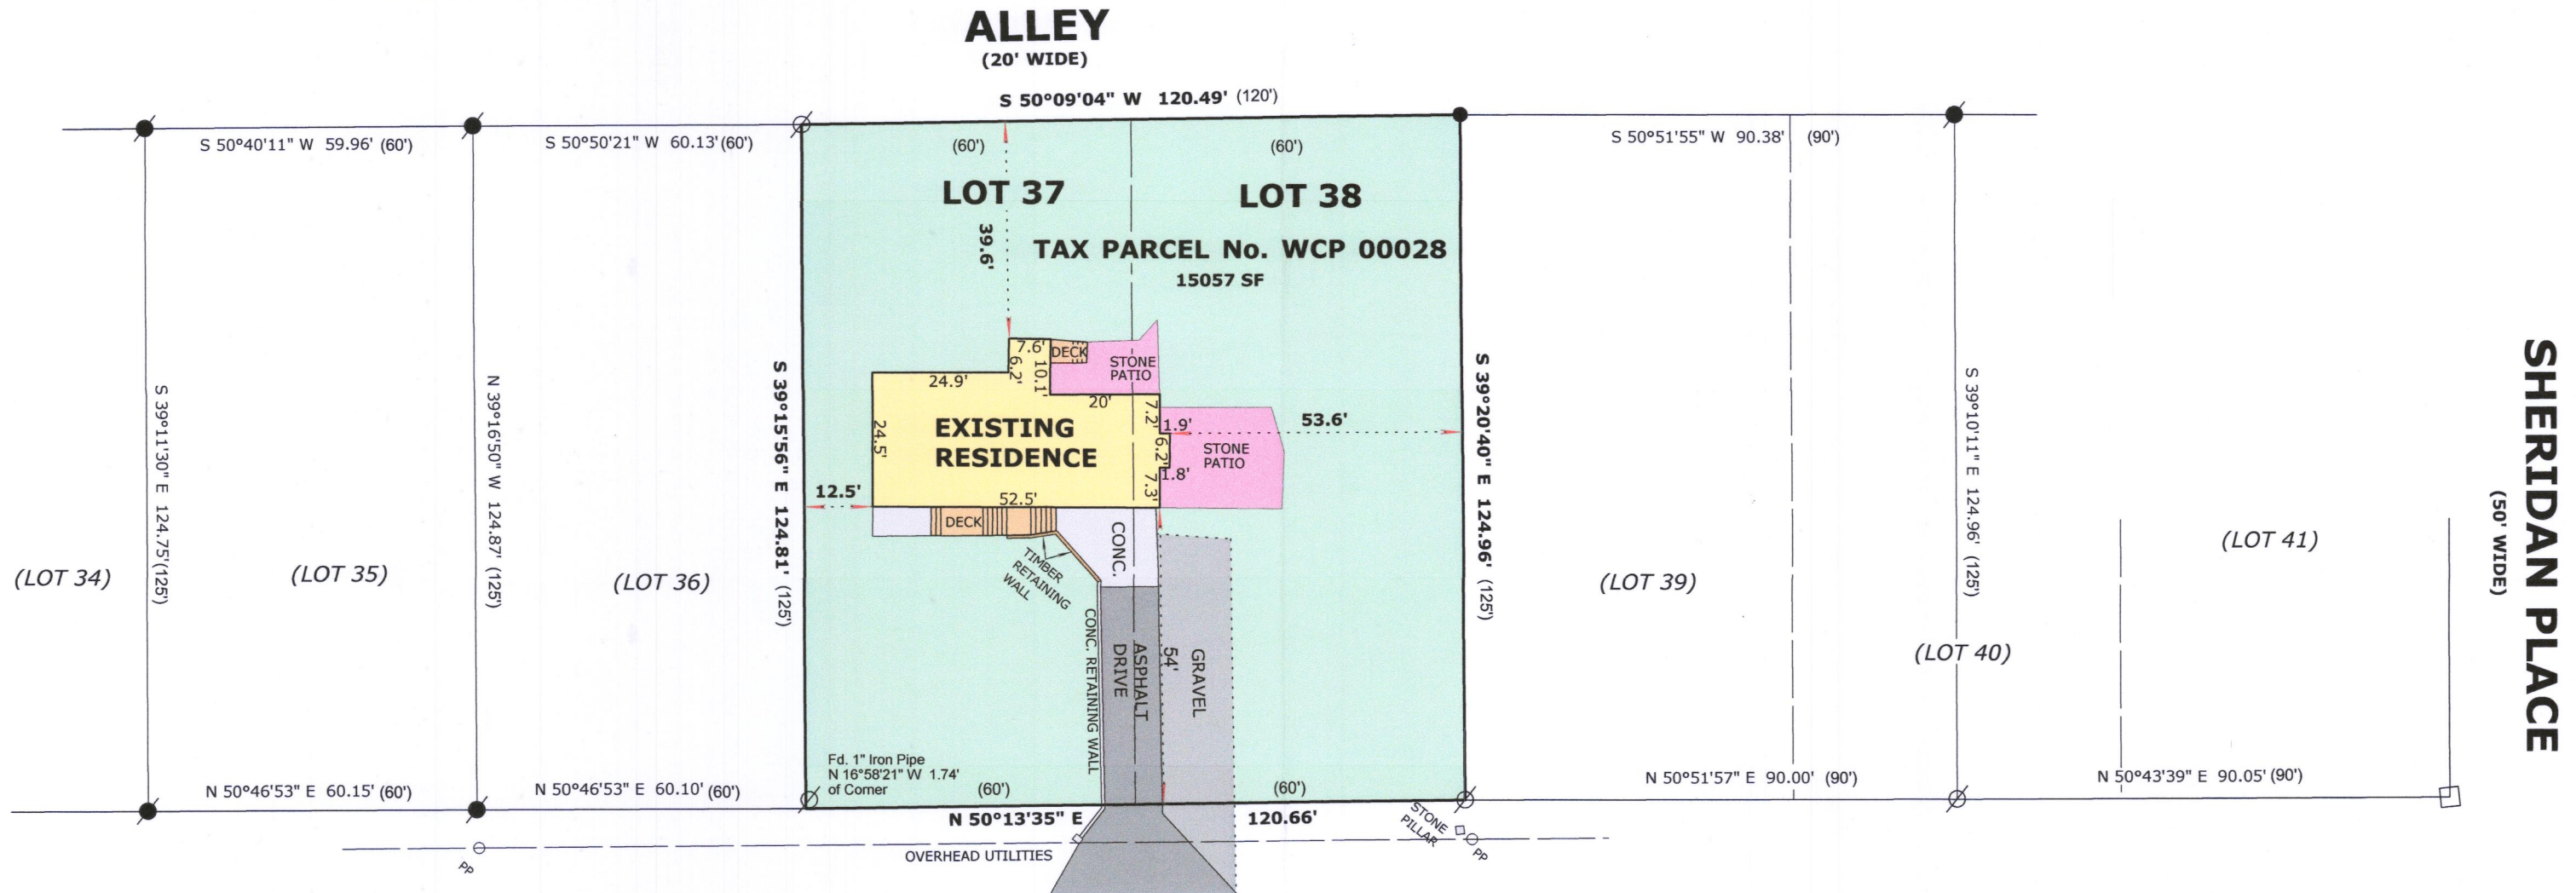 ALLEY
(20' WIDE)
S 50°09'04" W 120.49' (120')
S 50°40'11" W 59.96' (60')
S 50°50'21" W 60.13' (60')
(60')
(60')
S 50°51'55" W 90.38' (90')
LOT 37
LOT 38
39.6'
TAX PARCEL No. WCP 00028
15057 SF
7.6'
DECK
STONE
PATIO
6.2'
10.1'
24.9'
20'
7.2'
1.9'
53.6'
EXISTING
RESIDENCE
24.5'
6.2'
STONE
PATIO
1.8'
7.3'
12.5'
52.5'
DECK
CONC.
TIMBER
RETAINING
WALL
S 39°11'30" E 124.75' (125')
N 39°16'50" W 124.87' (125')
S 39°15'56" E 124.81' (125')
S 39°20'40" E 124.96' (125')
S 39°10'11" E 124.96' (125')
SHERIDAN PLACE
(50' WIDE)
(LOT 34)
(LOT 35)
(LOT 36)
(LOT 39)
(LOT 40)
(LOT 41)
CONC. RETAINING WALL
ASPHALT
DRIVE
54'
GRAVEL
Fd. 1" Iron Pipe
N 16°58'21" W 1.74'
of Corner
(60')
(60')
N 50°46'53" E 60.15' (60')
N 50°46'53" E 60.10' (60')
N 50°13'35" E 120.66'
N 50°51'57" E 90.00' (90')
N 50°43'39" E 90.05' (90')
STONE
PILLAR
OVERHEAD UTILITIES
PP
PP